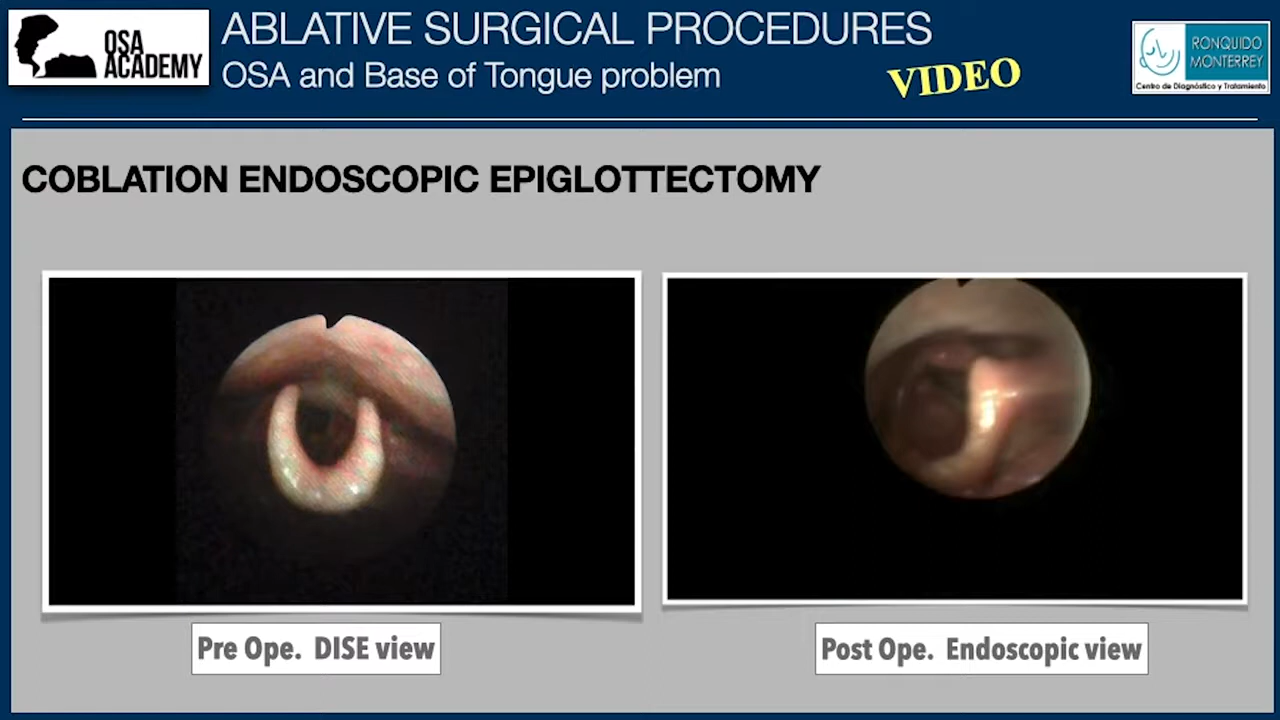 OSA
ACADEMY
ABLATIVE SURGICAL PROCEDURES
OSA and Base of Tongue problem
VIDEO
RONQUIDO
MONTERREY
Centro de Diagnóstico y Tratamiento
COBLATION ENDOSCOPIC EPIGLOTTECTOMY
Pre Ope. DISE view
Post Ope. Endoscopic view